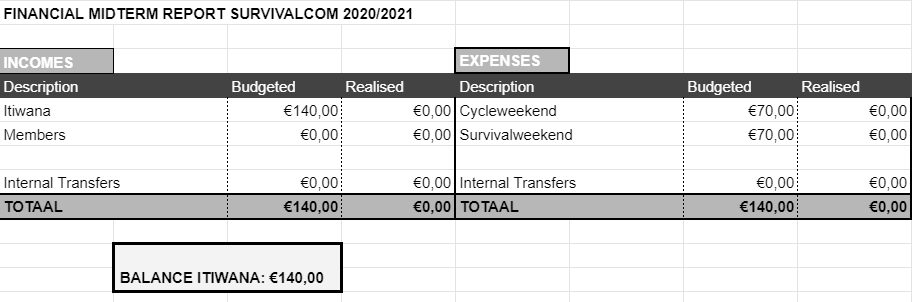 FINANCIAL MIDTERM REPORT SURVIVALCOM 2020/2021
INCOMES EXPENSES
Description Budgeted Realised Description Budgeted Realised
Itiwana €140,00 €0,00 Cycleweekend €70,00 €0,00
Members €0,00 €0,00 Survivalweekend €70,00 €0,00
Internal Transfers €0,00 €0,00 Internal Transfers €0,00 €0,00
TOTAAL €140,00 €0,00 TOTAAL €140,00 €0,00
BALANCE ITIWANA: €140,00